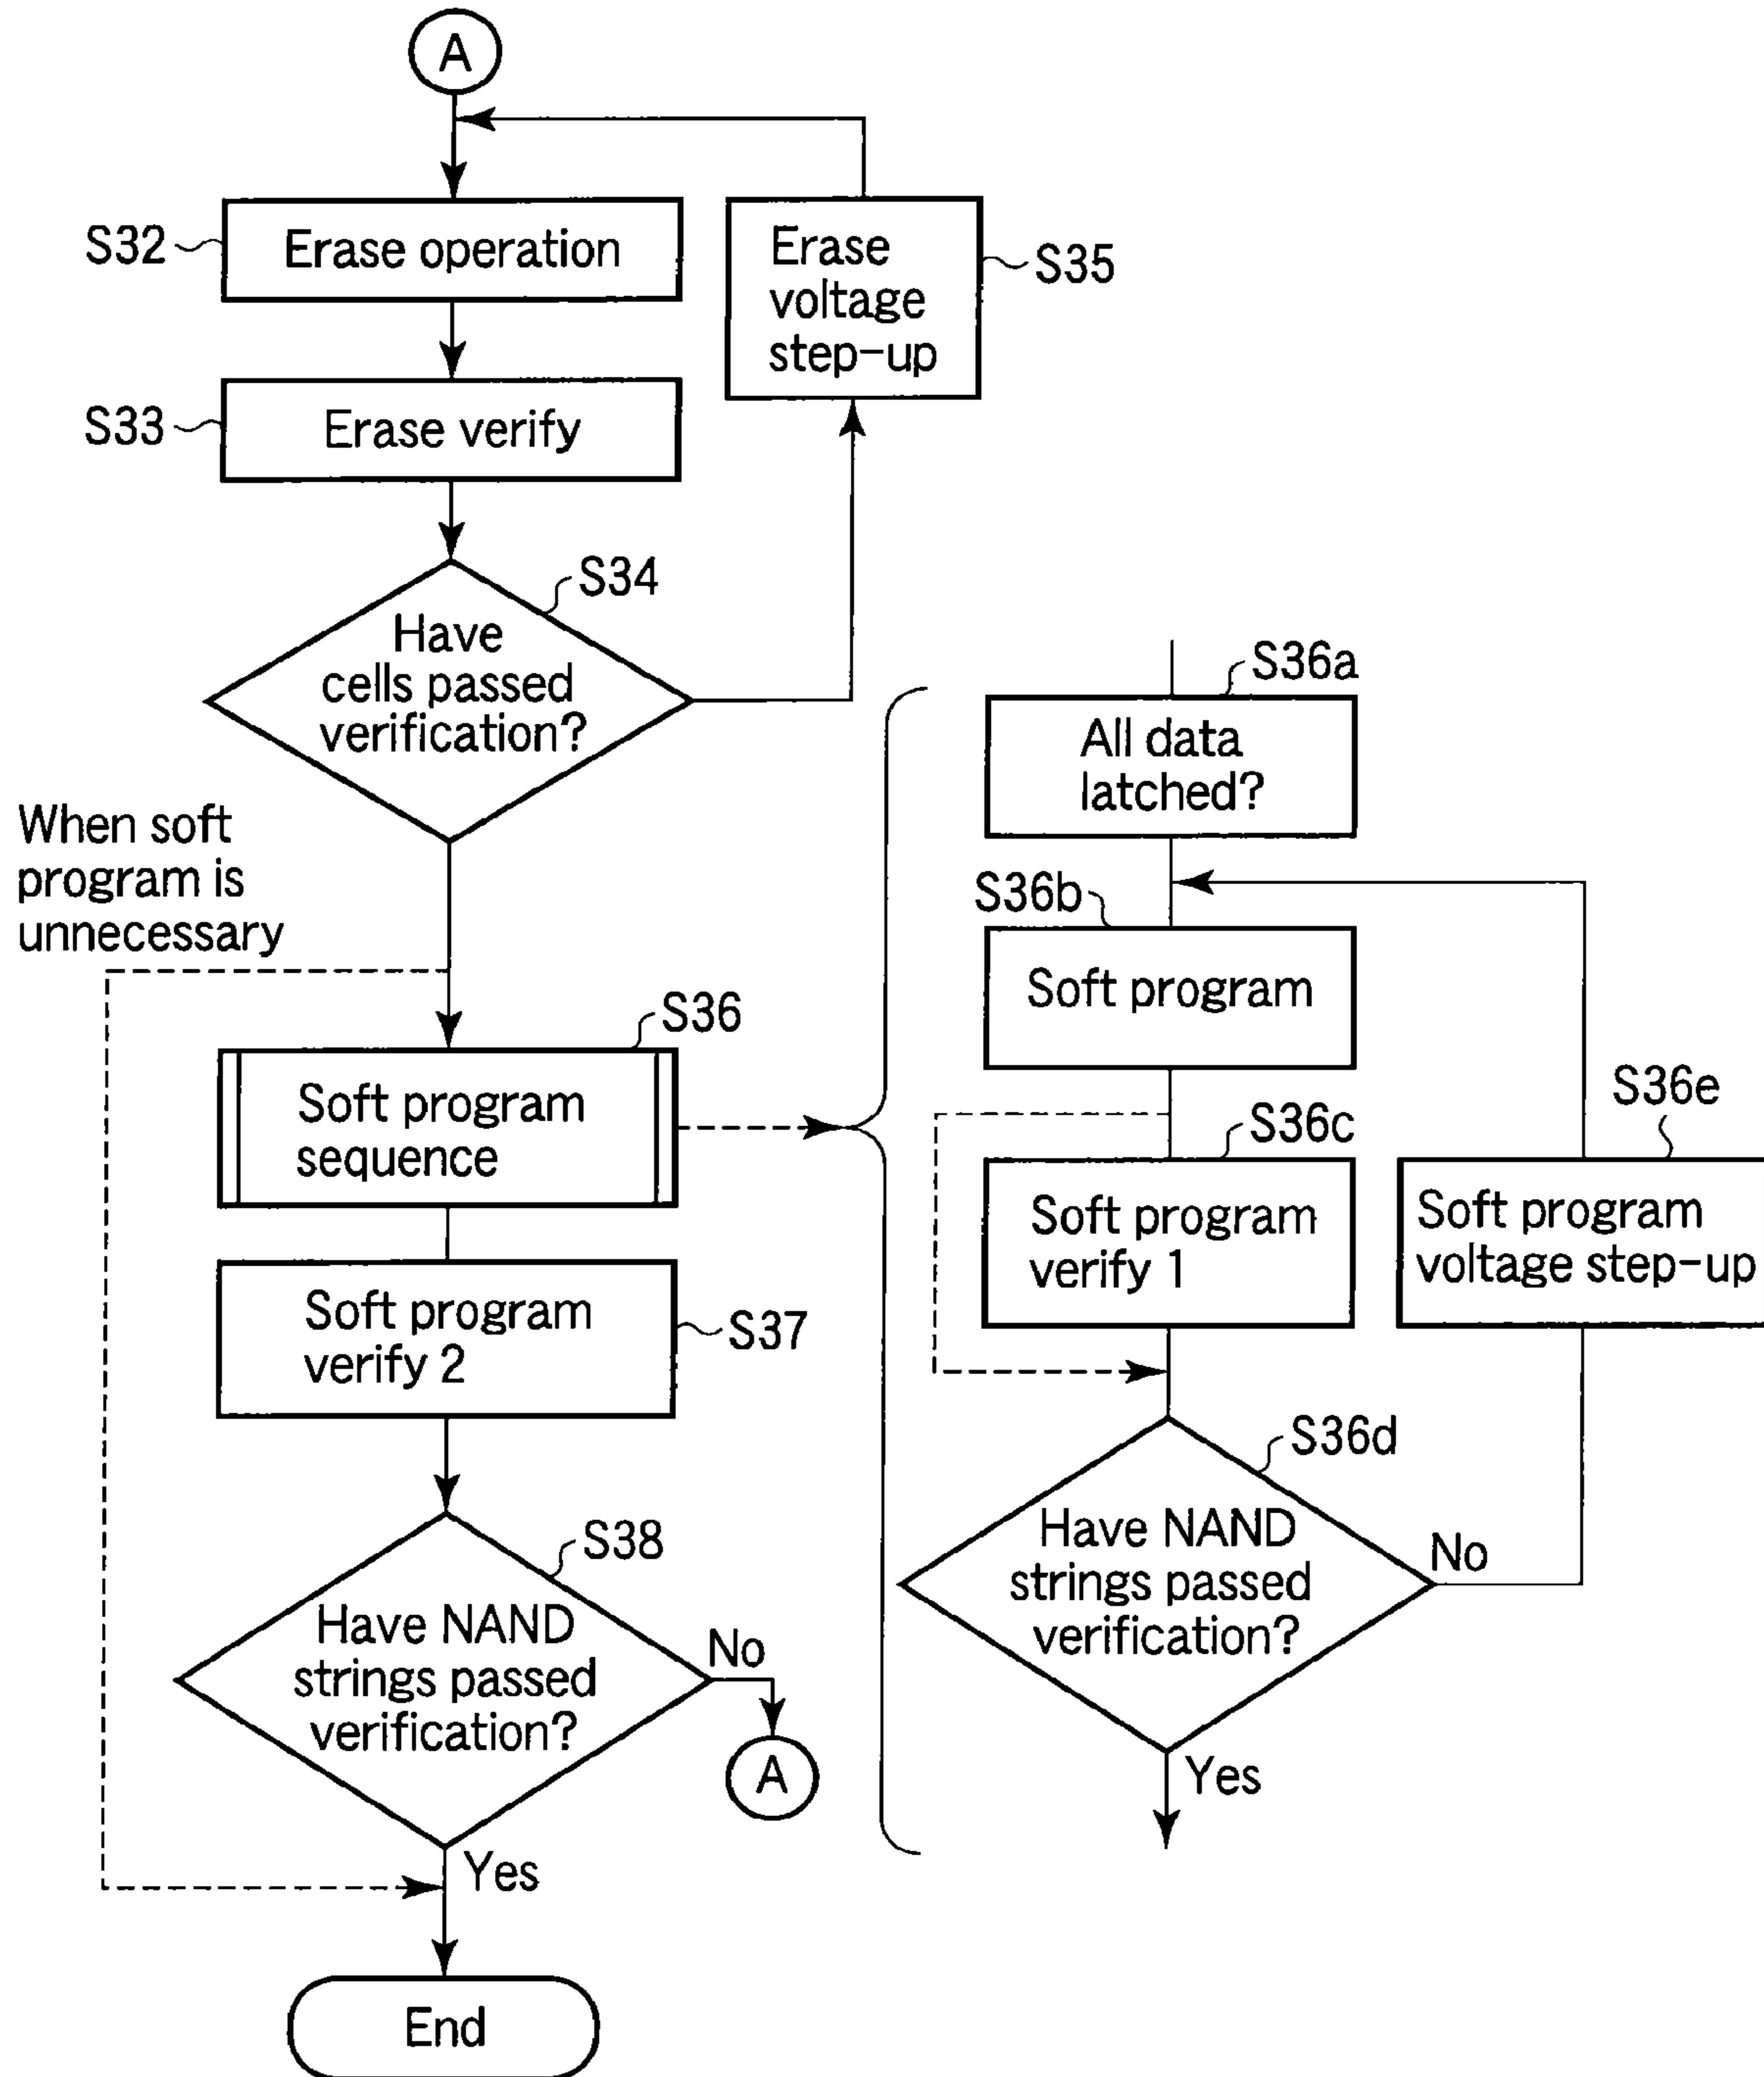 A
S32
Erase operation
Erase
voltage
step-up
S35
S33
Erase verify
S34
Have
cells passed
verification?
When soft
program is
unnecessary
S36
Soft program
sequence
Soft program
verify 2
S37
S38
Have NAND
strings passed
verification?
No
A
Yes
End
S36a
All data
latched?
S36b
Soft program
S36c
Soft program
verify 1
S36e
Soft program
voltage step-up
S36d
Have NAND
strings passed
verification?
No
Yes